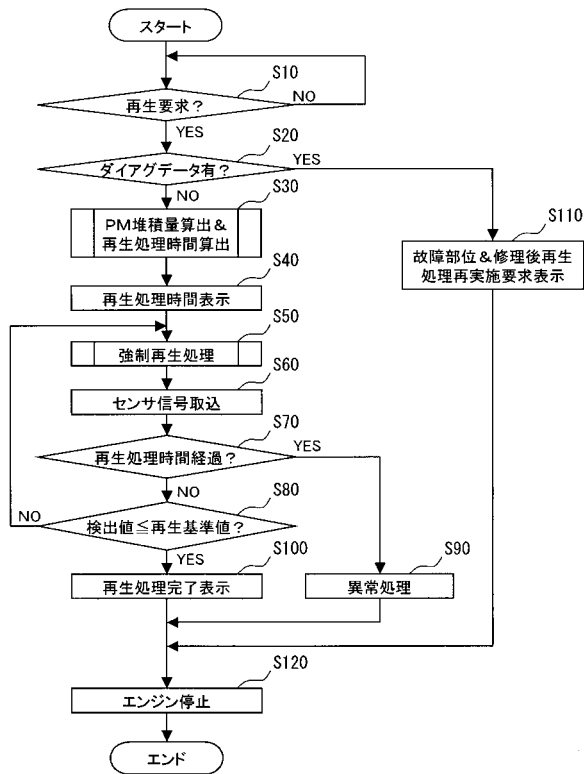 スタート
S10
再生要求？
NO
YES
S20
ダイアグデータ有？
YES
NO
S30
PM堆積量算出＆
再生処理時間算出
S110
故障部位＆修理後再生
処理再実施要求表示
S40
再生処理時間表示
S50
強制再生処理
S60
センサ信号取込
S70
再生処理時間経過？
YES
NO
S80
検出値≦再生基準値？
NO
YES
S100
再生処理完了表示
S90
異常処理
S120
エンジン停止
エンド